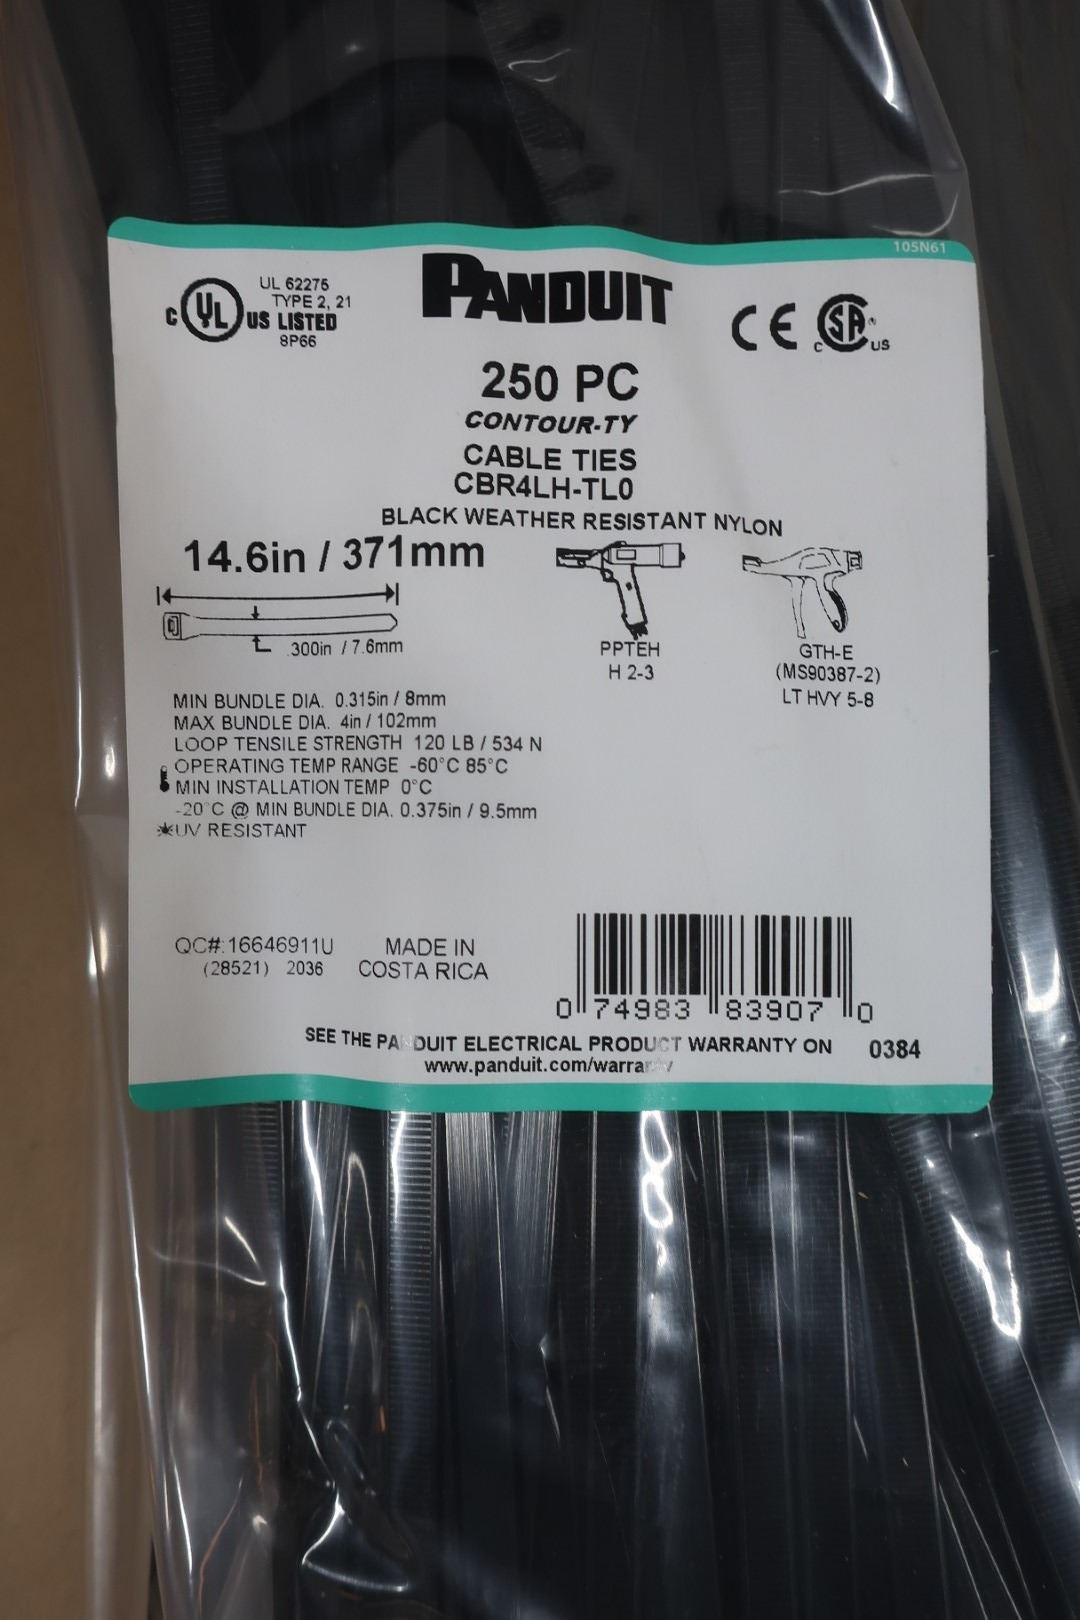 105N61
UL 62275
TYPE 2, 21
C UL US LISTED
9P66
PANDUIT
CE
C SA ® US
250 PC
CONTOUR-TY
CABLE TIES
CBR4LH-TL0
BLACK WEATHER RESISTANT NYLON
14.6in / 371mm
.300in / 7.6mm
PPTEH
H 2-3
GTH-E
(MS90387-2)
LT HVY 5-8
MIN BUNDLE DIA. 0.315in / 8mm
MAX BUNDLE DIA. 4in / 102mm
LOOP TENSILE STRENGTH 120 LB / 534 N
OPERATING TEMP RANGE -60°C 85°C
MIN INSTALLATION TEMP 0°C
-20°C @ MIN BUNDLE DIA. 0.375in / 9.5mm
UV RESISTANT
QC#:16646911U
(28521) 2036
MADE IN
COSTA RICA
0 74983 83907 0
SEE THE PANDUIT ELECTRICAL PRODUCT WARRANTY ON
www.panduit.com/warranty
0384